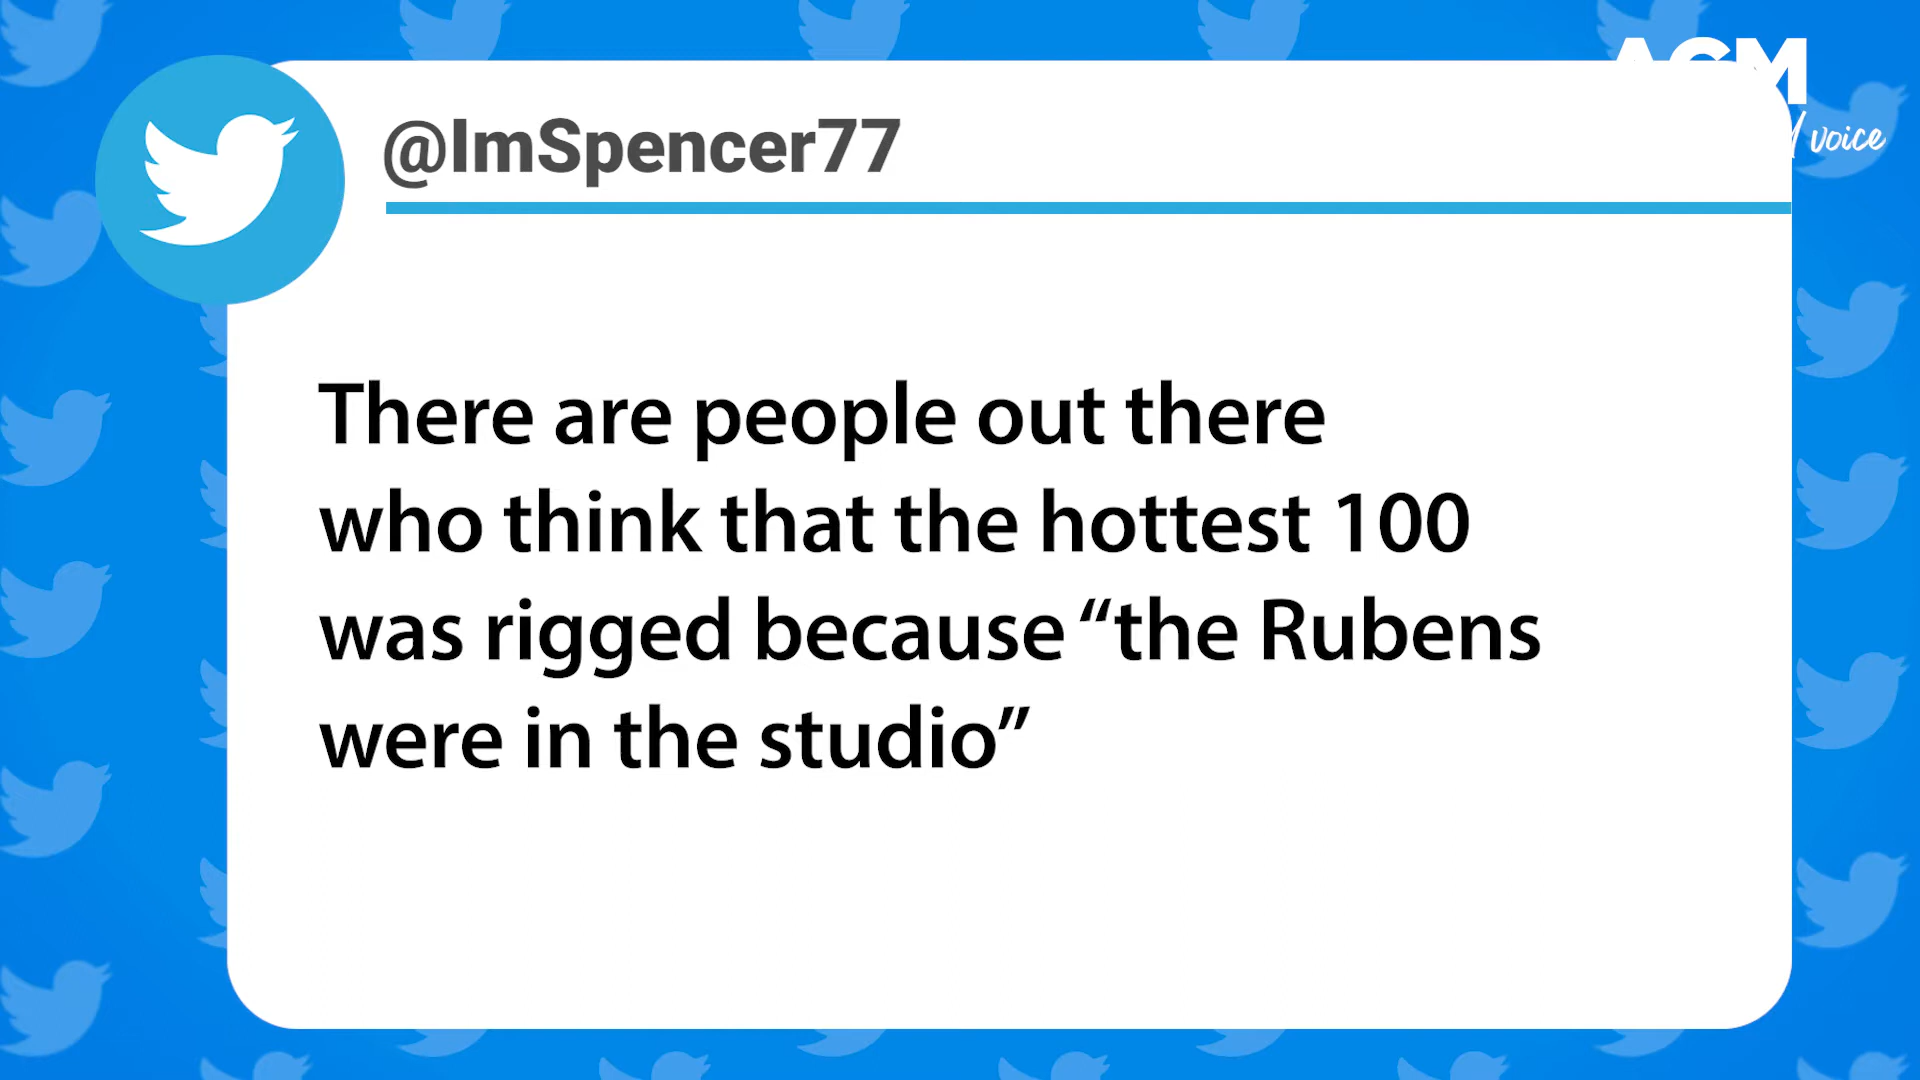 ACM
voice
@ImSpencer77
There are people out there
who think that the hottest 100
was rigged because “the Rubens
were in the studio”